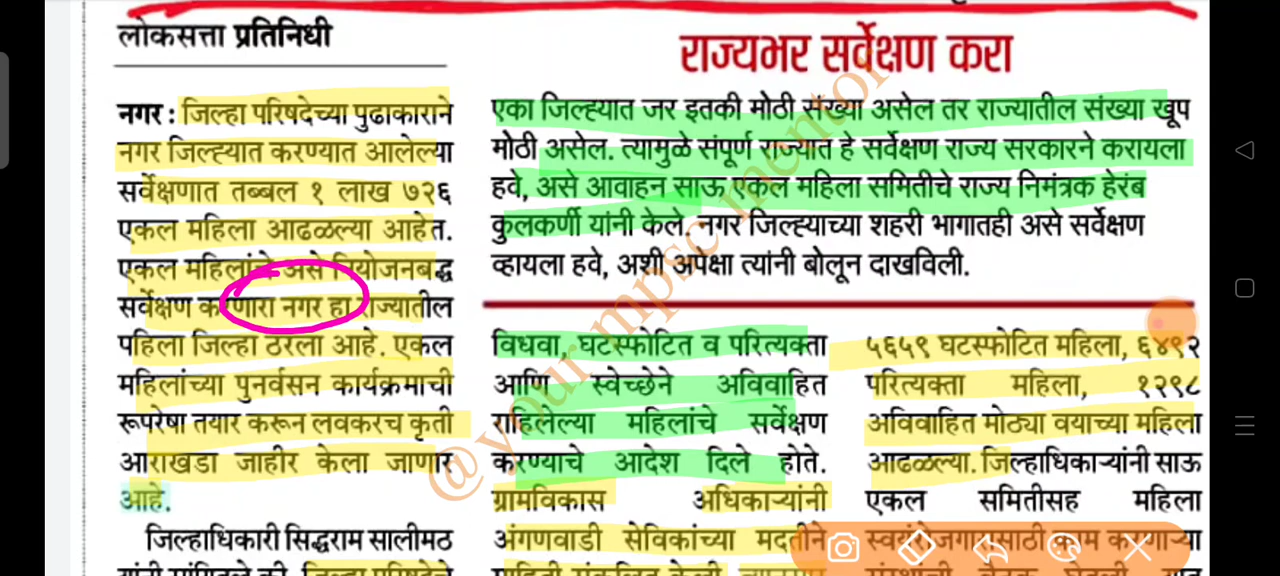 लोकसत्ता प्रतिनिधी
नगर : जिल्हा परिषदेच्या पुढाकाराने
नगर जिल्ह्यात करण्यात आलेल्या
सर्वेक्षणात तब्बल १ लाख ७२६
एकल महिला आढळल्या आहेत.
एकल महिलांचे असे नियोजनबद्ध
सर्वेक्षण करणारा नगर हा राज्यातील
पहिला जिल्हा ठरला आहे. एकल
महिलांच्या पुनर्वसन कार्यक्रमाची
रूपरेषा तयार करून लवकरच कृती
आराखडा जाहीर केला जाणार
आहे.
जिल्हाधिकारी सिद्धराम सालीमठ
राज्यभर सर्वेक्षण करा
एका जिल्ह्यात जर इतकी मोठी संख्या असेल तर राज्यातील संख्या खूप
मोठी असेल. त्यामुळे संपूर्ण राज्यात हे सर्वेक्षण राज्य सरकारने करायला
हवे, असे आवाहन साऊ एकल महिला समितीचे राज्य निमंत्रक हेरंब
कुलकर्णी यांनी केले. नगर जिल्ह्याच्या शहरी भागातही असे सर्वेक्षण
व्हायला हवे, अशी अपेक्षा त्यांनी बोलून दाखविली.
विधवा, घटस्फोटित व परित्यक्ता
आणि स्वेच्छेने अविवाहित
राहिलेल्या महिलांचे सर्वेक्षण
करण्याचे आदेश दिले होते.
ग्रामविकास अधिकाऱ्यांनी
अंगणवाडी सेविकांच्या मदतीने
५६५९ घटस्फोटित महिला, ६४९२
परित्यक्ता महिला, १२९८
अविवाहित मोठ्या वयाच्या महिला
आढळल्या. जिल्हाधिकाऱ्यांनी साऊ
एकल समितीसह महिला
@your mpsc mentor